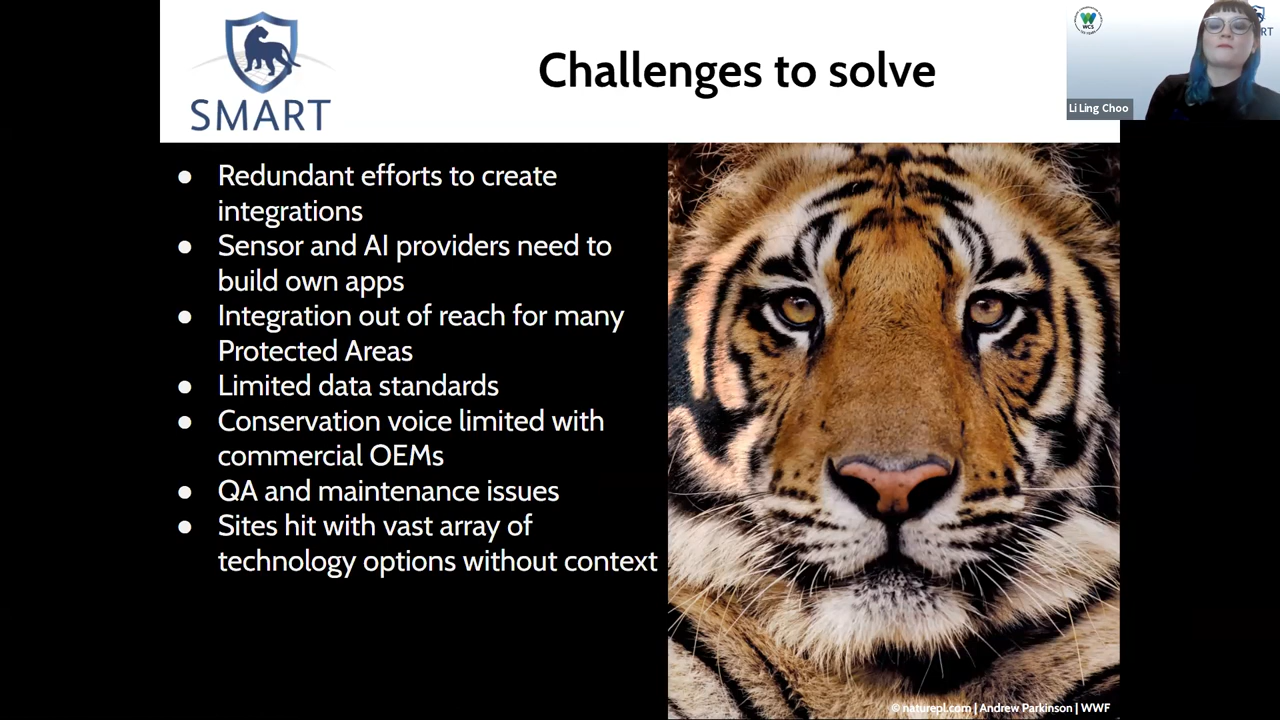 SMART
Challenges to solve
WCS
RT
Li Ling Choo
● Redundant efforts to create
integrations
● Sensor and AI providers need to
build own apps
● Integration out of reach for many
Protected Areas
● Limited data standards
● Conservation voice limited with
commercial OEMs
● QA and maintenance issues
● Sites hit with vast array of
technology options without context
© naturepl.com | Andrew Parkinson | WWF